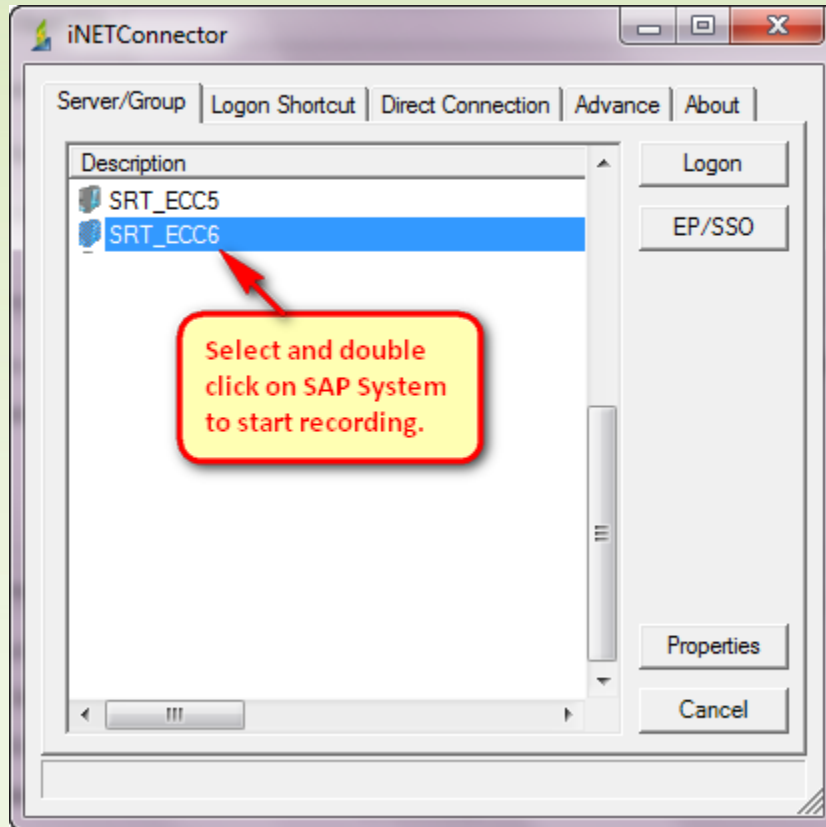 iNETConnector
Server/Group Logon Shortcut Direct Connection Advance About
Description
Logon
SRT_ECC5
SRT_ECC6
EP/SSO
Select and double
click on SAP System
to start recording.
Properties
Cancel